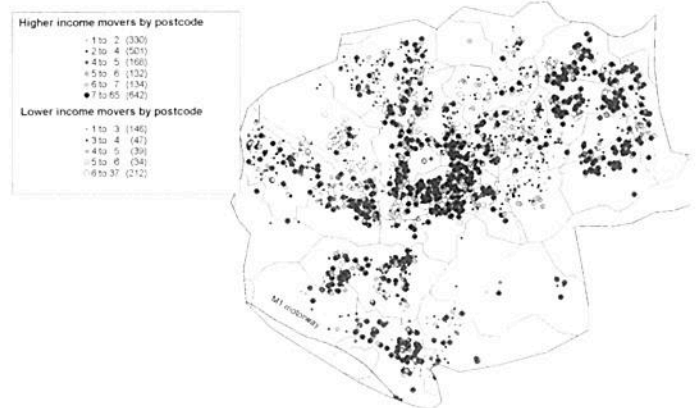 Higher income movers by postcode
1 to 2 (330)
2 to 4 (501)
4 to 5 (168)
5 to 6 (132)
6 to 7 (134)
7 to 65 (642)
Lower income movers by postcode
1 to 3 (146)
3 to 4 (47)
4 to 5 (39)
5 to 6 (34)
6 to 37 (212)
M1 motorway